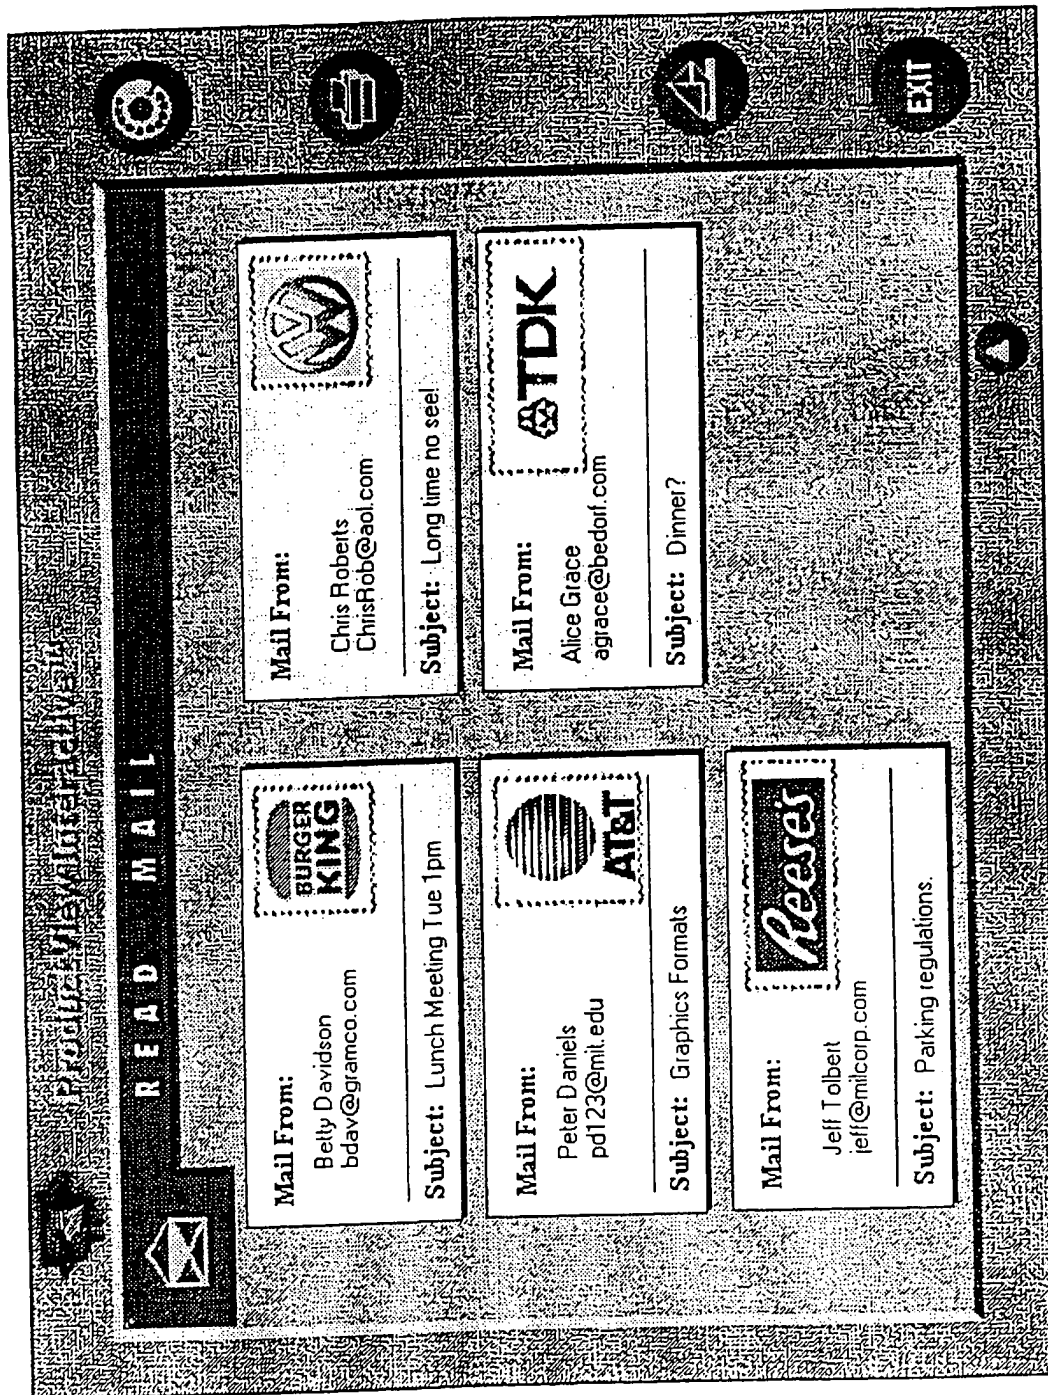 ProductViewInteractive
READ MAIL
EXIT
Mail From:
BURGER
KING
Betty Davidson
bdav@gramco.com
Subject: Lunch Meeting Tue 1pm
Mail From:
Chris Roberts
ChrisRob@aol.com
Subject: Long time no see!
Mail From:
AT&T
Peter Daniels
pd123@mit.edu
Subject: Graphics Formats
Mail From:
TDK
Alice Grace
agrace@bedorf.com
Subject: Dinner?
Mail From:
Reese's
Jeff Tolbert
jeff@milcorp.com
Subject: Parking regulations.